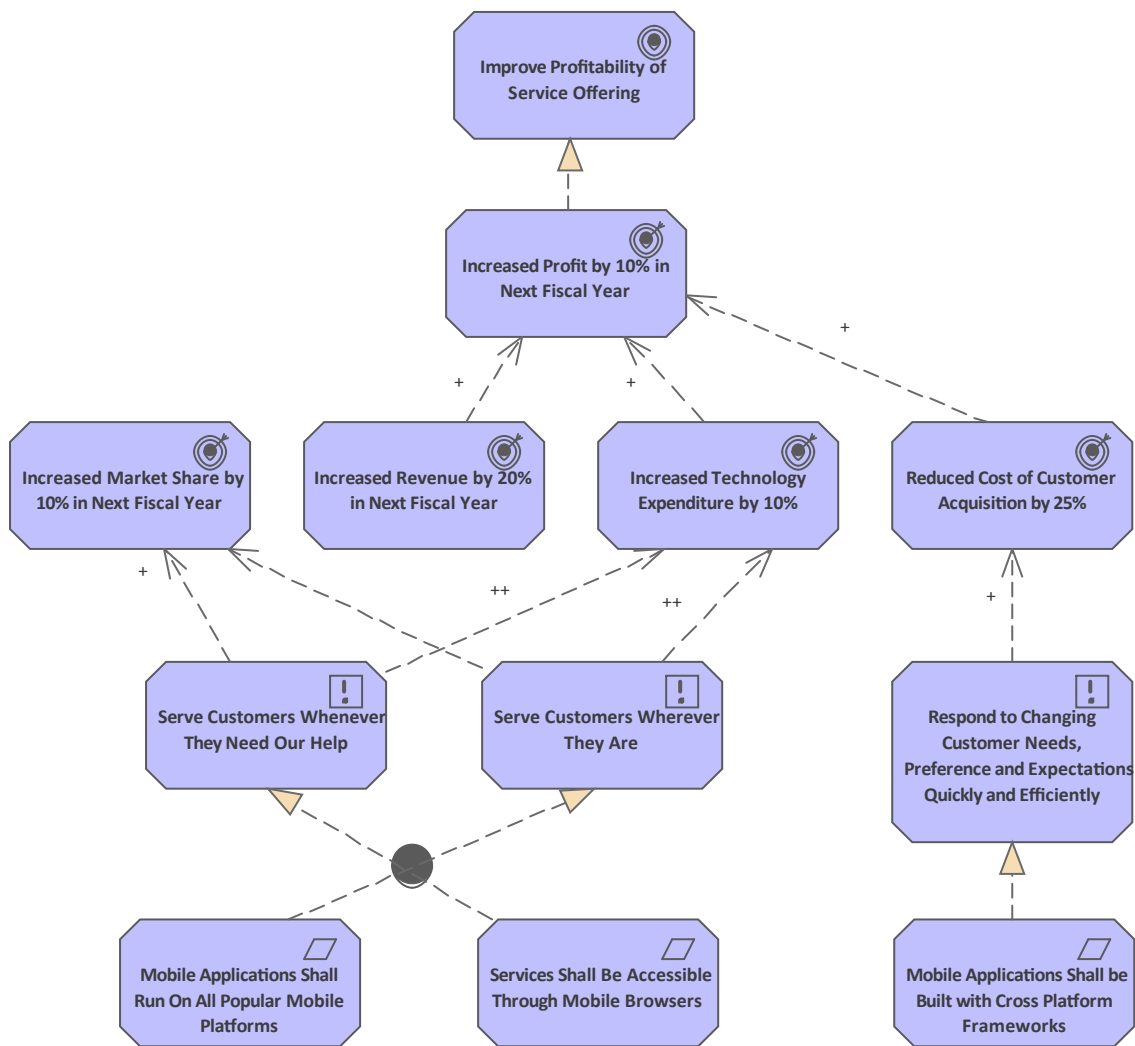 Improve Profitability of
Service Offering
Increased Profit by 10% in
Next Fiscal Year
+
+
+
Increased Market Share by
10% in Next Fiscal Year
Increased Revenue by 20%
in Next Fiscal Year
Increased Technology
Expenditure by 10%
Reduced Cost of Customer
Acquisition by 25%
+
++
++
+
Serve Customers Whenever
They Need Our Help
Serve Customers Wherever
They Are
Respond to Changing
Customer Needs,
Preference and Expectations
Quickly and Efficiently
Mobile Applications Shall
Run On All Popular Mobile
Platforms
Services Shall Be Accessible
Through Mobile Browsers
Mobile Applications Shall be
Built with Cross Platform
Frameworks